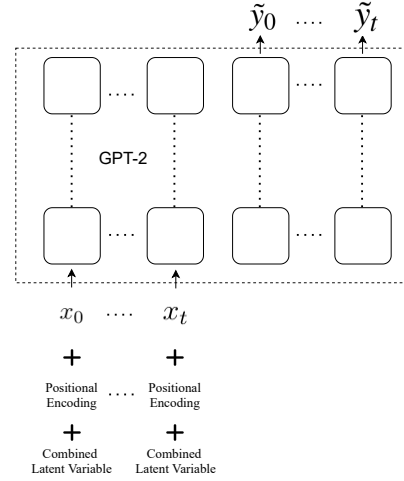 ỹ₀ .... ỹₜ
.... ....
GPT-2
.... ....
x₀ .... xₜ
+ +
Positional Encoding .... Positional Encoding
+ +
Combined Latent Variable Combined Latent Variable